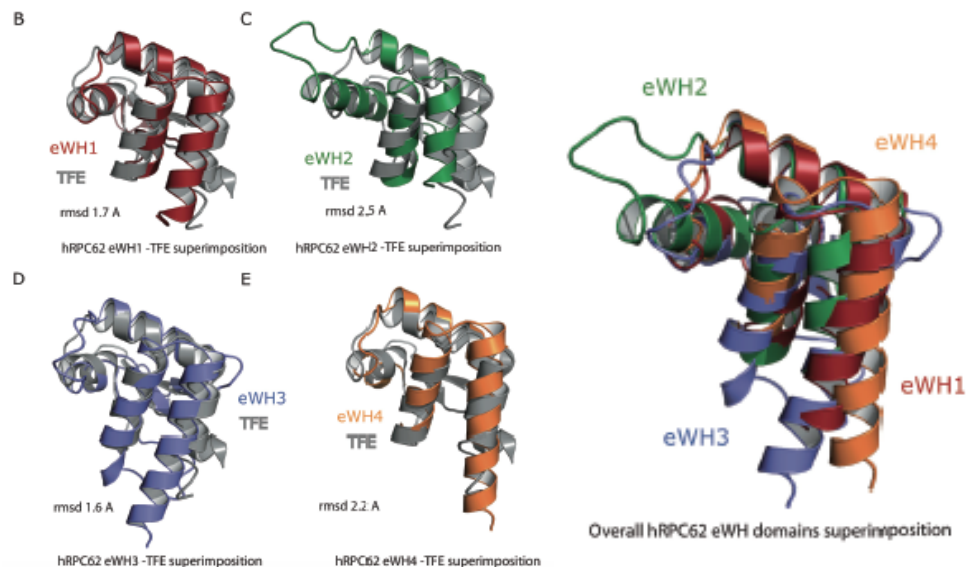 B
C
eWH1
TFE
rmsd 1.7 A
hRPC62 eWH1 -TFE superimposition
eWH2
TFE
rmsd 2.5 A
hRPC62 eWH2 -TFE superimposition
D
E
eWH3
TFE
rmsd 1.6 A
hRPC62 eWH3 -TFE superimposition
eWH4
TFE
rmsd 2.2 A
hRPC62 eWH4 -TFE superimposition
eWH2
eWH4
eWH1
eWH3
Overall hRPC62 eWH domains superimposition